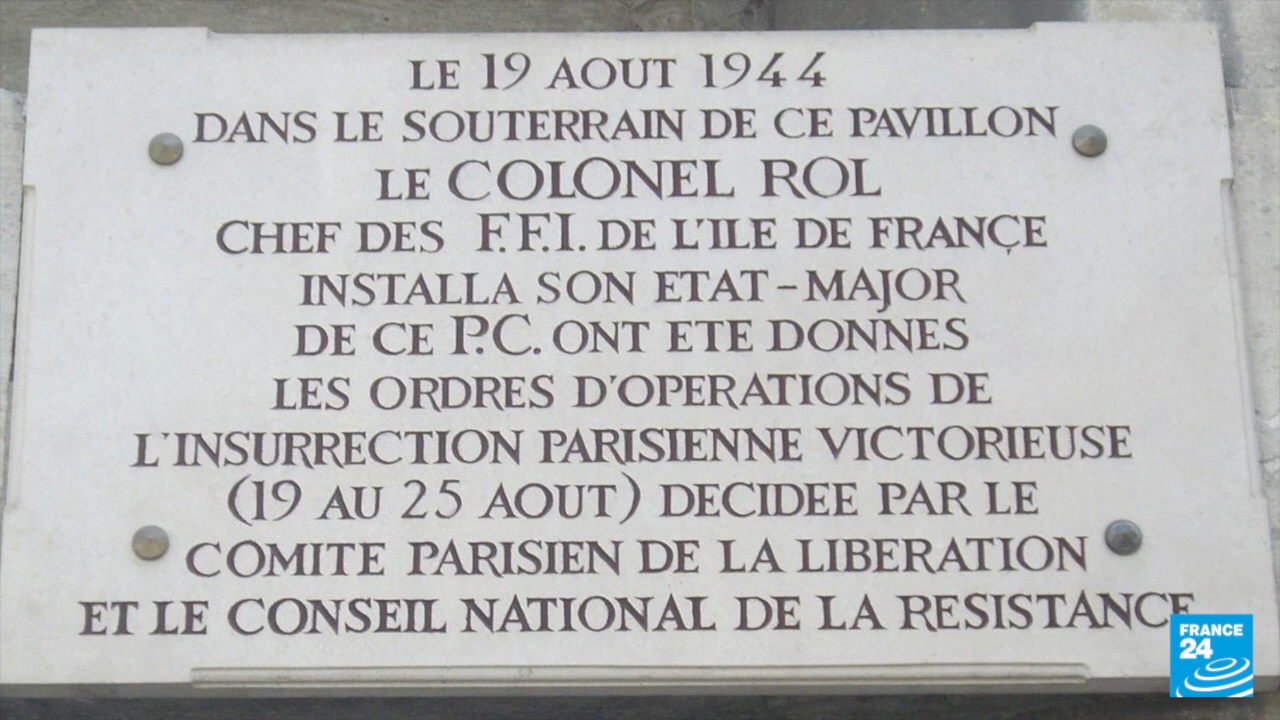 LE 19 AOUT 1944
DANS LE SOUTERRAIN DE CE PAVILLON
LE COLONEL ROL
CHEF DES F.F.I. DE L'ILE DE FRANÇE
INSTALLA SON ETAT-MAJOR
DE CE P.C. ONT ETE DONNES
LES ORDRES D'OPERATIONS DE
L'INSURRECTION PARISIENNE VICTORIEUSE
(19 AU 25 AOUT) DECIDEE PAR LE
COMITE PARISIEN DE LA LIBERATION
ET LE CONSEIL NATIONAL DE LA RESISTANCE
FRANCE
24